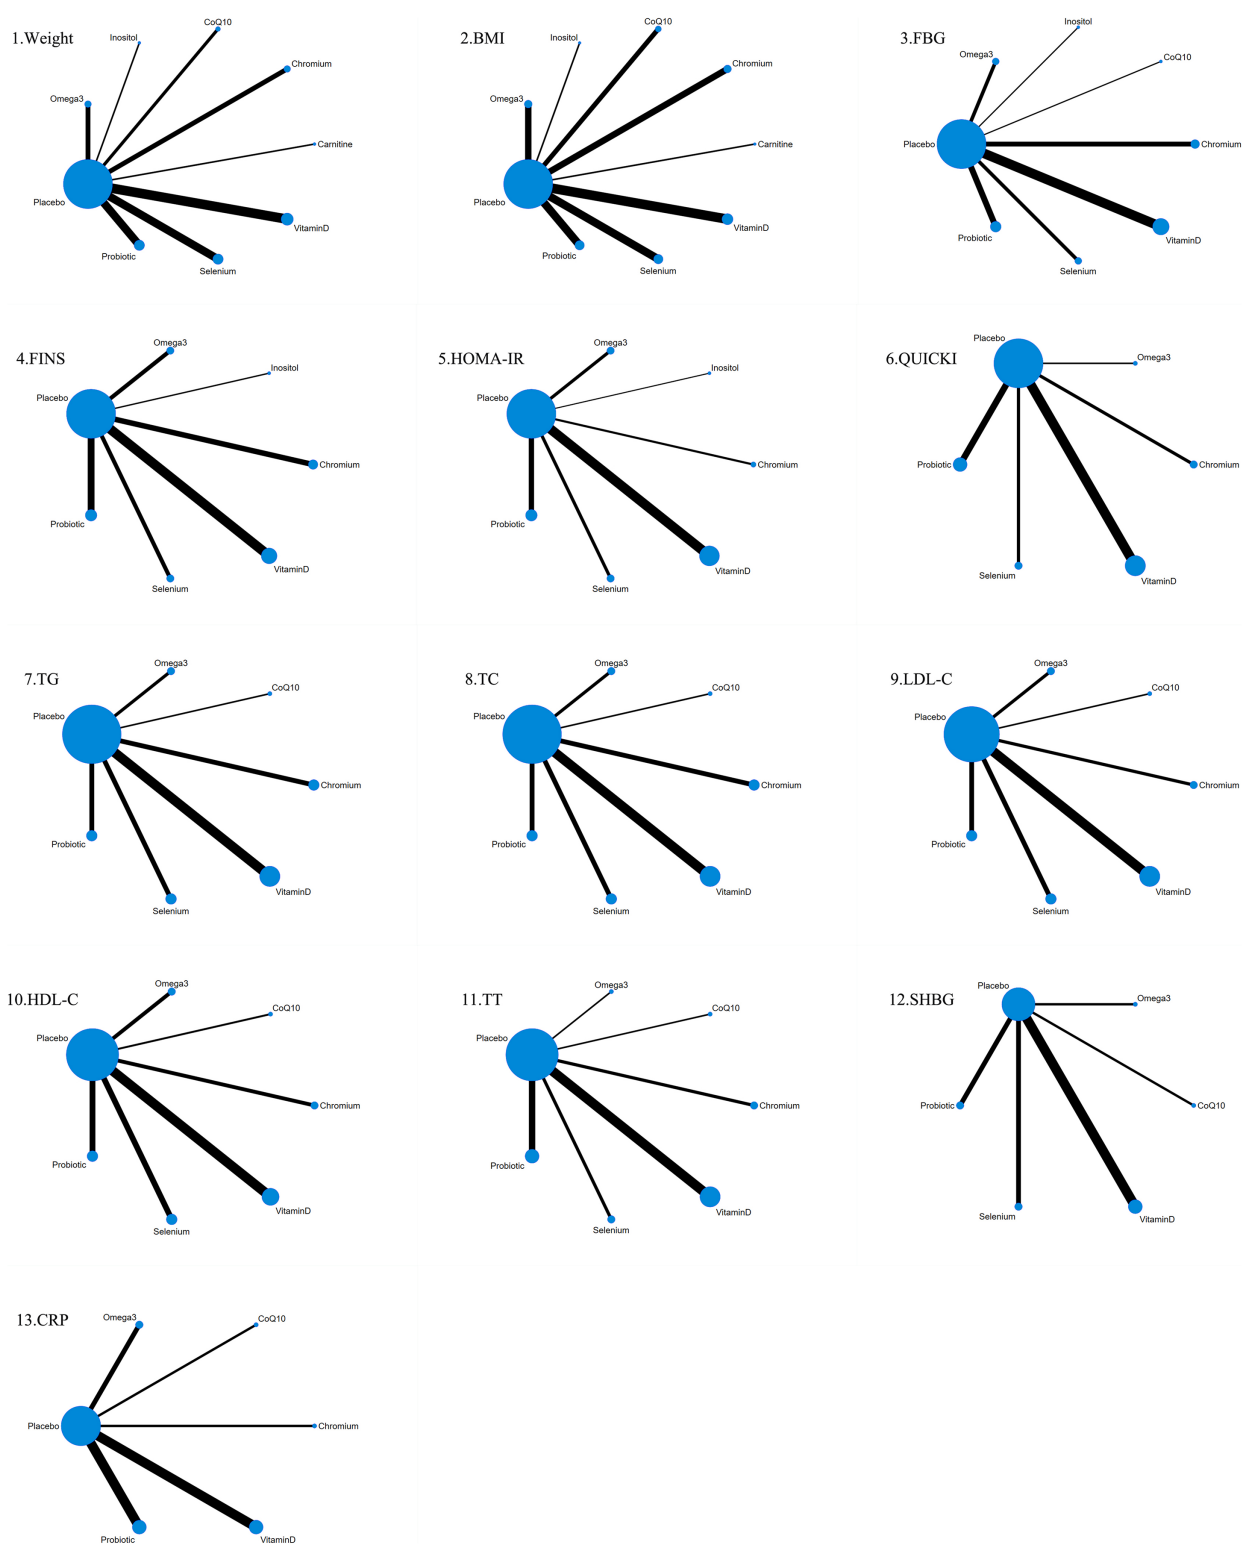 1.Weight
CoQ10
Inositol
Chromium
Omega3
Carnitine
Placebo
VitaminD
Probiotic
Selenium
2.BMI
CoQ10
Inositol
Chromium
Omega3
Carnitine
Placebo
VitaminD
Probiotic
Selenium
3.FBG
Inositol
Omega3
CoQ10
Placebo
Chromium
VitaminD
Probiotic
Selenium
4.FINS
Omega3
Inositol
Placebo
Chromium
Probiotic
VitaminD
Selenium
5.HOMA-IR
Omega3
Inositol
Placebo
Chromium
Probiotic
VitaminD
Selenium
6.QUICKI
Placebo
Omega3
Probiotic
Chromium
Selenium
VitaminD
7.TG
Omega3
CoQ10
Placebo
Chromium
Probiotic
VitaminD
Selenium
8.TC
Omega3
CoQ10
Placebo
Chromium
Probiotic
VitaminD
Selenium
9.LDL-C
Omega3
CoQ10
Placebo
Chromium
Probiotic
VitaminD
Selenium
10.HDL-C
Omega3
CoQ10
Placebo
Chromium
Probiotic
VitaminD
Selenium
11.TT
Omega3
CoQ10
Placebo
Chromium
Probiotic
VitaminD
Selenium
12.SHBG
Placebo
Omega3
Probiotic
CoQ10
Selenium
VitaminD
13.CRP
Omega3
CoQ10
Placebo
Chromium
Probiotic
VitaminD